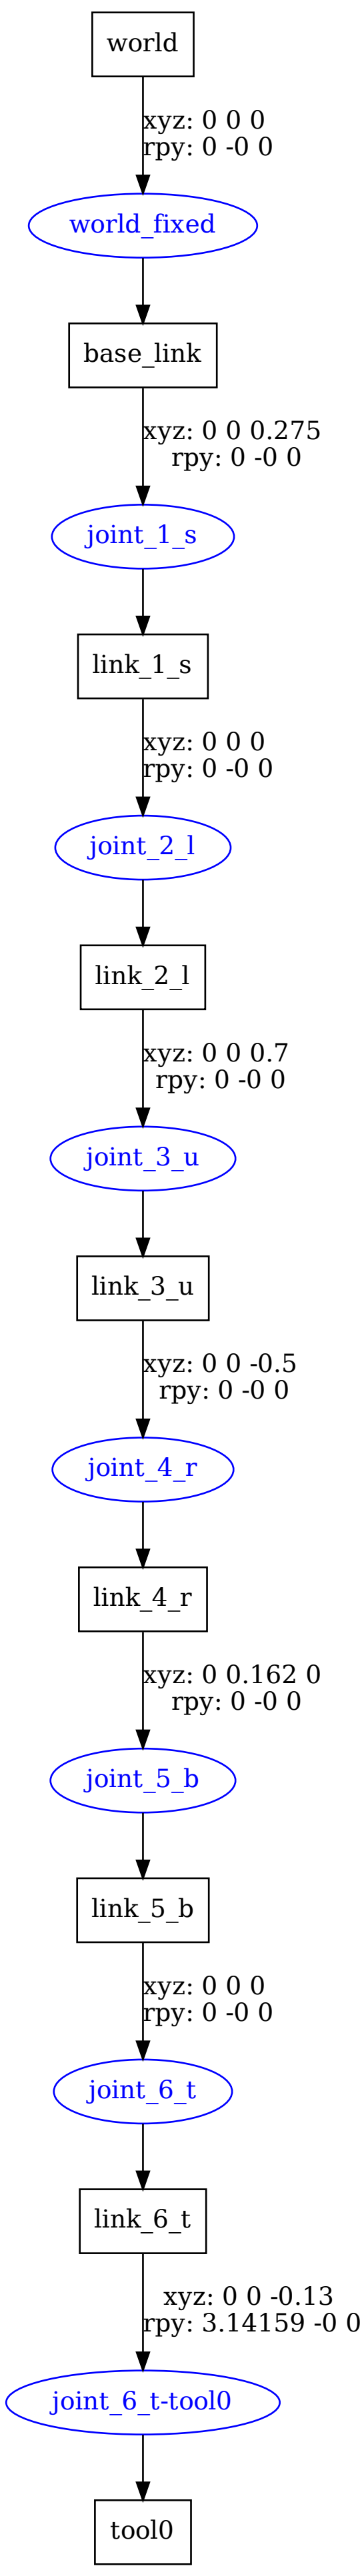 world
xyz: 0 0 0
rpy: 0 -0 0
world_fixed
base_link
xyz: 0 0 0.275
rpy: 0 -0 0
joint_1_s
link_1_s
xyz: 0 0 0
rpy: 0 -0 0
joint_2_l
link_2_l
xyz: 0 0 0.7
rpy: 0 -0 0
joint_3_u
link_3_u
xyz: 0 0 -0.5
rpy: 0 -0 0
joint_4_r
link_4_r
xyz: 0 0.162 0
rpy: 0 -0 0
joint_5_b
link_5_b
xyz: 0 0 0
rpy: 0 -0 0
joint_6_t
link_6_t
xyz: 0 0 -0.13
rpy: 3.14159 -0 0
joint_6_t-tool0
tool0